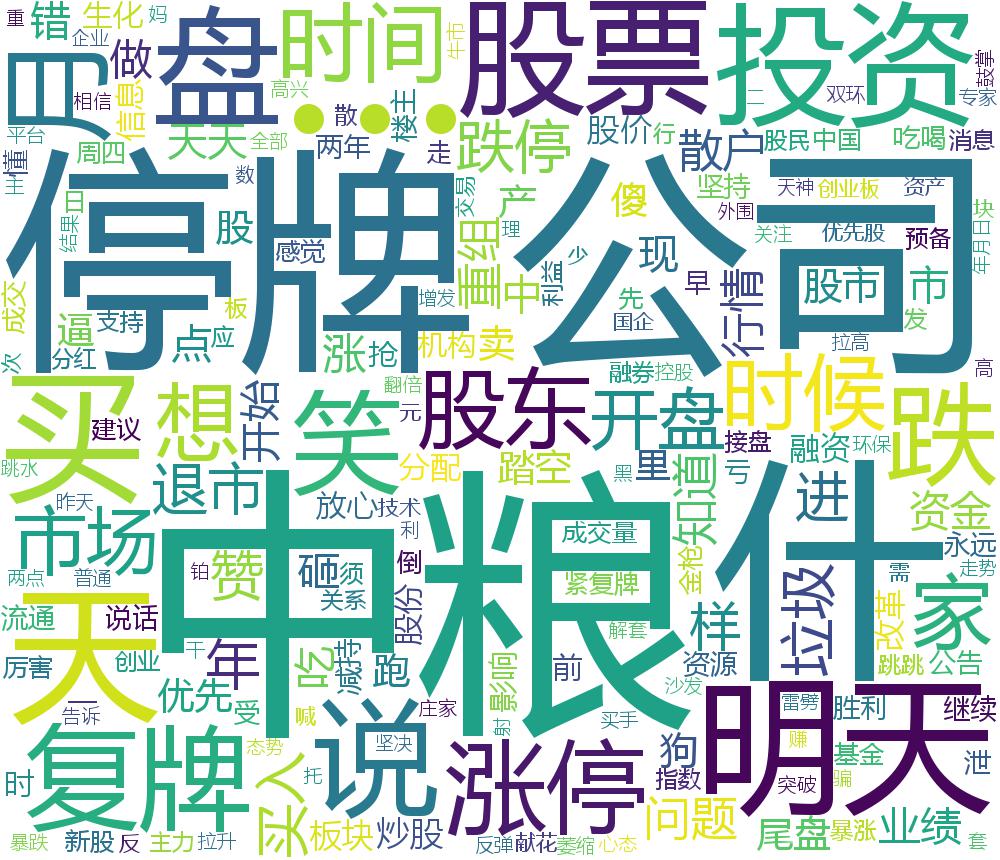 重
错
企业
生化
妈
做
盘
时间
牛市
股票
投资
鼓掌
月
相信
信息
高兴
散
楼主
二
双环
专家
平台
周四
天天
全部
两年
走
跌停
股价
行
散户
股民
中国
吃喝
消息
懂
主
日
数
交易
产
傻
坚持
天神
创业板
资产
块
停牌
公司
结果
股
感觉
理
重组
中
少
利益
现
外围
关注
优先股
预备
年月日
成交
板
增发
先
早
行情
股市
市
逼
支持
点
应
涨
抢
机构
卖
国企
拉高
发
次
分红
翻倍
融券
控股
时候
高
买
想
开始
笑
元
股东
开盘
跌
建议
接盘
跳水
退市
分配
踏空
黑
里
知道
亏
融资
环保
昨天
放心
技术
进
资金
市场
中粮
什
利
成交量
永远
两点
普通
铂
赞
砸
须
倒
紧复牌
金枪
需
走势
天
关系
股份
垃圾
家
流通
说话
解套
样
改革
厉害
创业
干
年
吃
减持
跑
影响
前
资源
跳跳
公告
沙发
优先
受
告诉
喊
庄家
射
买手
明天
雷劈
胜利
继续
复牌
态势
说
坚决
涨停
狗
赚
基金
泄
时
买入
托
指数
突破
骗
暴跌
新股
反
主力
拉升
板块
炒股
反弹
献花
萎缩
心态
问题
尾盘
暴涨
业绩
套